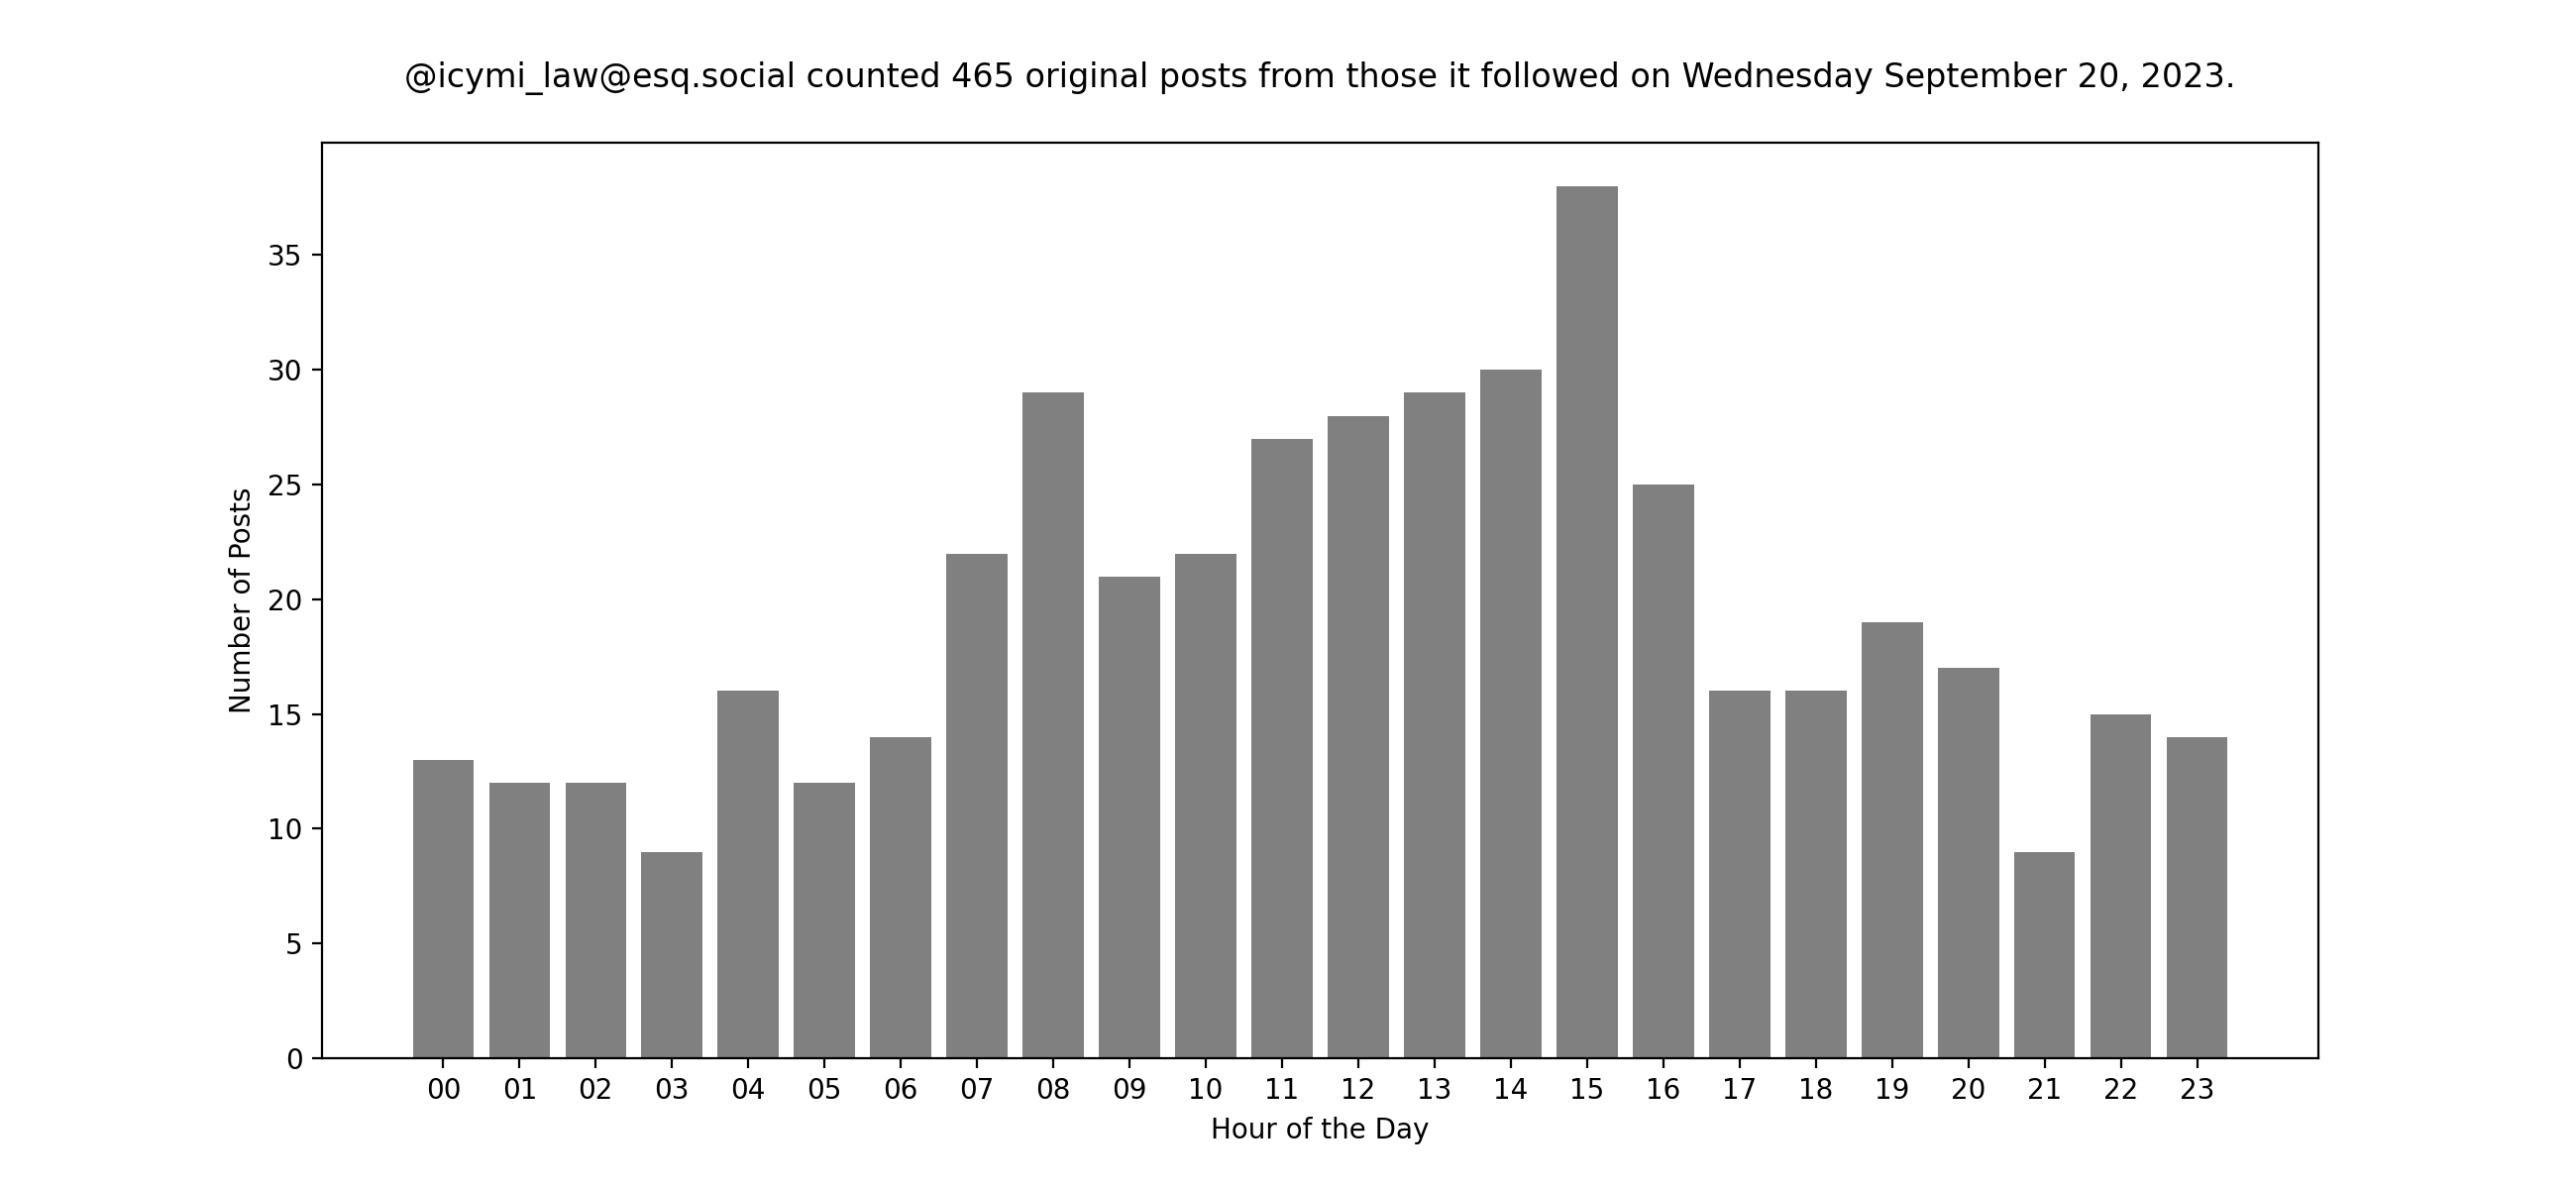 @icymi_law@esq.social counted 465 original posts from those it followed on Wednesday September 20, 2023.
Number of Posts
35
30
25
20
15
10
5
0
00 01 02 03 04 05 06 07 08 09 10 11 12 13 14 15 16 17 18 19 20 21 22 23
Hour of the Day